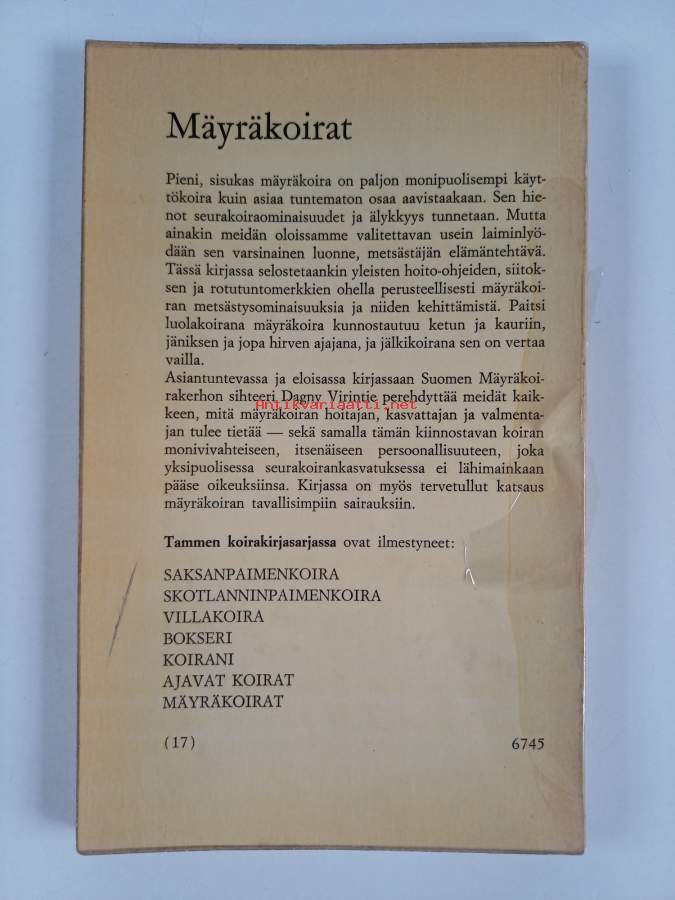 Mäyräkoirat
Pieni, sisukas mäyräkoira on paljon monipuolisempi käyt-
tökoira kuin asiaa tuntematon osaa aavistaakaan. Sen hie-
not seurakoiraominaisuudet ja älykkyys tunnetaan. Mutta
ainakin meidän oloissamme valitettavan usein laiminlyö-
dään sen varsinainen luonne, metsästäjän elämäntehtävä.
Tässä kirjassa selostetaankin yleisten hoito-ohjeiden, siitok-
sen ja rotutuntomerkkien ohella perusteellisesti mäyräkoi-
ran metsästysominaisuuksia ja niiden kehittämistä. Paitsi
luolakoirana mäyräkoira kunnostautuu ketun ja kauriin,
jäniksen ja jopa hirven ajajana, ja jälkikoirana sen on vertaa
vailla.
Asiantuntevassa ja eloisassa kirjassaan Suomen Mäyräkoi-
rakerhon sihteeri Dagny Virintie perehdyttää meidät kaik-
Antikvariaatti.net
keen, mitä mäyräkoiran hoitajan, kasvattajan ja valmenta-
jan tulee tietää — sekä samalla tämän kiinnostavan koiran
monivivahteiseen, itsenäiseen persoonallisuuteen, joka
yksipuolisessa seurakoirankasvatuksessa ei lähimainkaan
pääse oikeuksiinsa. Kirjassa on myös tervetullut katsaus
mäyräkoiran tavallisimpiin sairauksiin.
Tammen koirakirjasarjassa ovat ilmestyneet:
SAKSANPAIMENKOIRA
SKOTLANNINPAIMENKOIRA
VILLAKOIRA
BOKSERI
KOIRANI
AJAVAT KOIRAT
MÄYRÄKOIRAT
(17) 6745